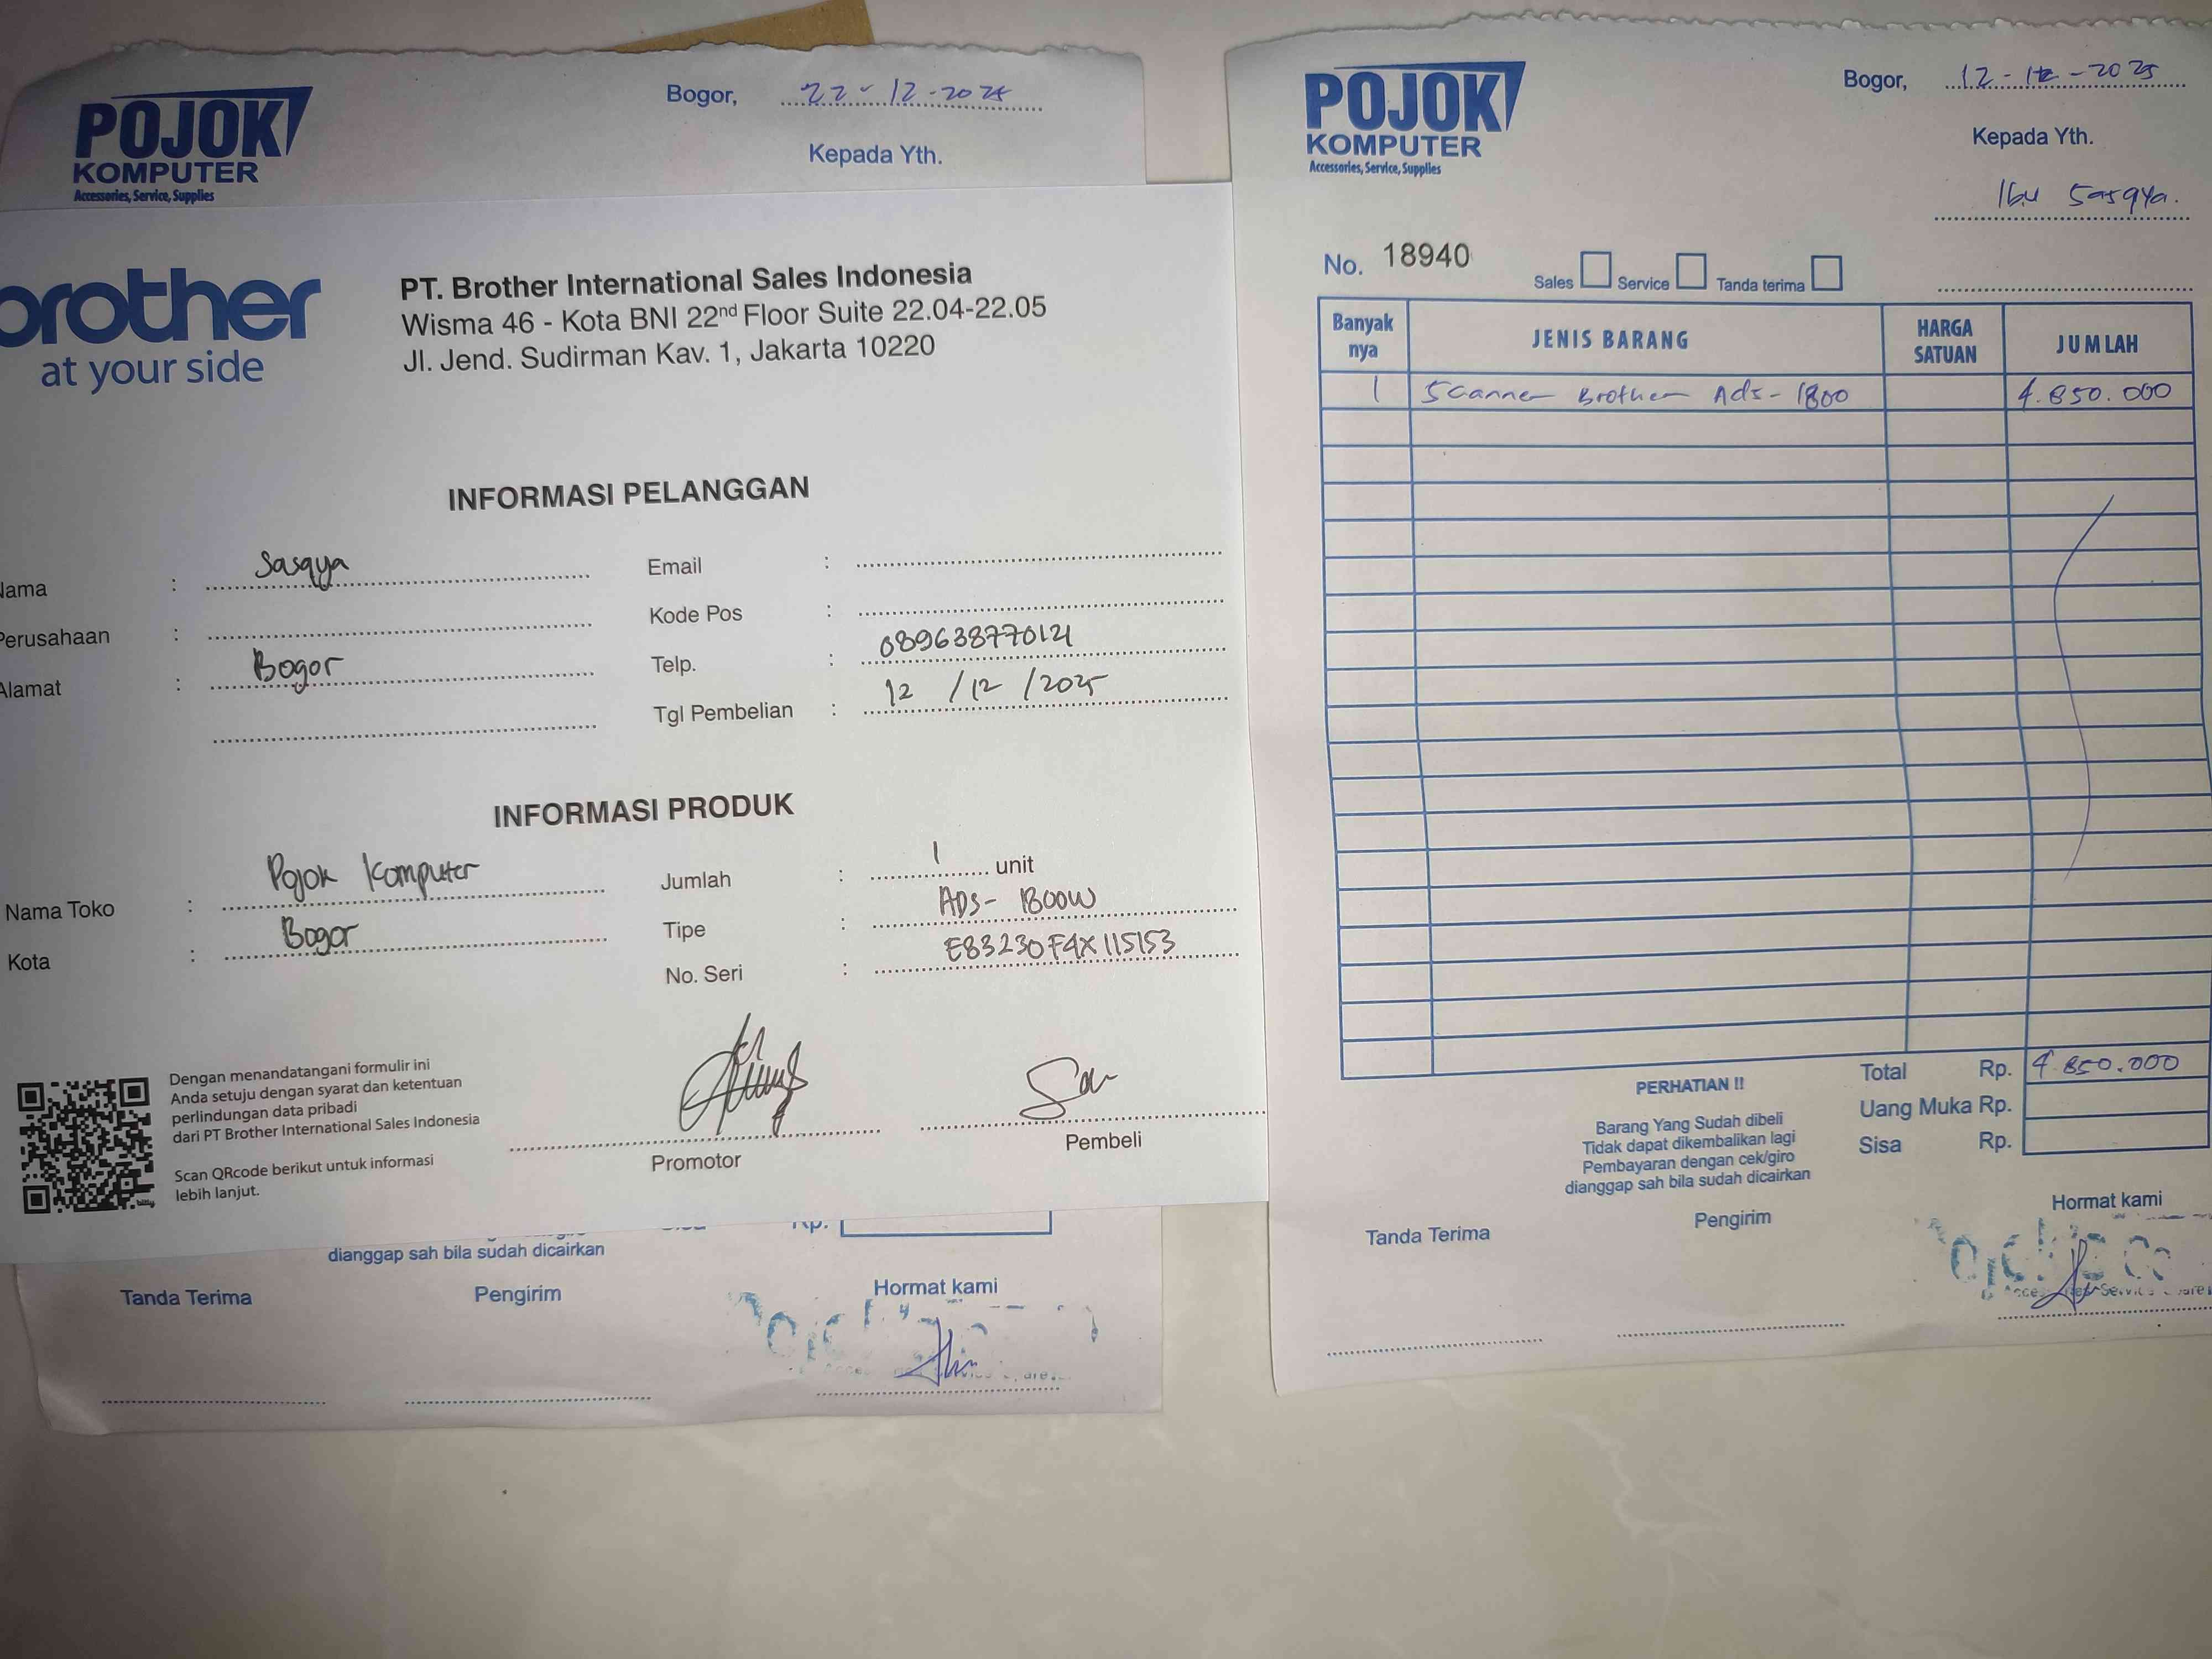 POJOK
KOMPUTER
Accessories, Service, Supplies
Bogor, 22-12-2025
Kepada Yth.
brother
at your side
PT. Brother International Sales Indonesia
Wisma 46 - Kota BNI 22nd Floor Suite 22.04-22.05
Jl. Jend. Sudirman Kav. 1, Jakarta 10220
INFORMASI PELANGGAN
Nama : Sasqya
Perusahaan :
Alamat : Bogor
Email :
Kode Pos :
Telp. : 089638770121
Tgl Pembelian : 12 / 12 / 2025
INFORMASI PRODUK
Nama Toko : Pojok Komputer
Kota : Bogor
Jumlah : 1 unit
Tipe : ADS- 1800W
No. Seri : E83230F4X115153
Dengan menandatangani formulir ini
Anda setuju dengan syarat dan ketentuan
perlindungan data pribadi
dari PT Brother International Sales Indonesia
Scan QRcode berikut untuk informasi
lebih lanjut.
Promotor
Pembeli
Rp.
dianggap sah bila sudah dicairkan
Tanda Terima
Pengirim
Hormat kami
POJOK
KOMPUTER
Accessories, Service, Supplies
Bogor, 12-12-2025
Kepada Yth.
Ibu Sasqya.
No. 18940
Sales Service Tanda terima
Banyak nya JENIS BARANG HARGA SATUAN JUMLAH
1 Scanner Brother Ads-1800 4.850.000
Total Rp. 4.850.000
Uang Muka Rp.
Sisa Rp.
PERHATIAN !!
Barang Yang Sudah dibeli
Tidak dapat dikembalikan lagi
Pembayaran dengan cek/giro
dianggap sah bila sudah dicairkan
Tanda Terima
Pengirim
Hormat kami